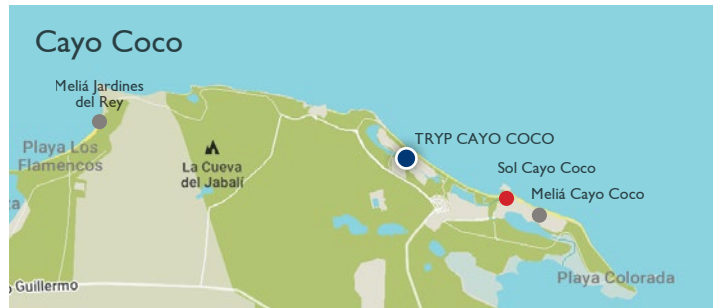 Cayo Coco
Meliá Jardines
del Rey
Playa Los
Flamencos
La Cueva
del Jabalí
TRYP CAYO COCO
Sol Cayo Coco
Meliá Cayo Coco
Playa Colorada
Guillermo